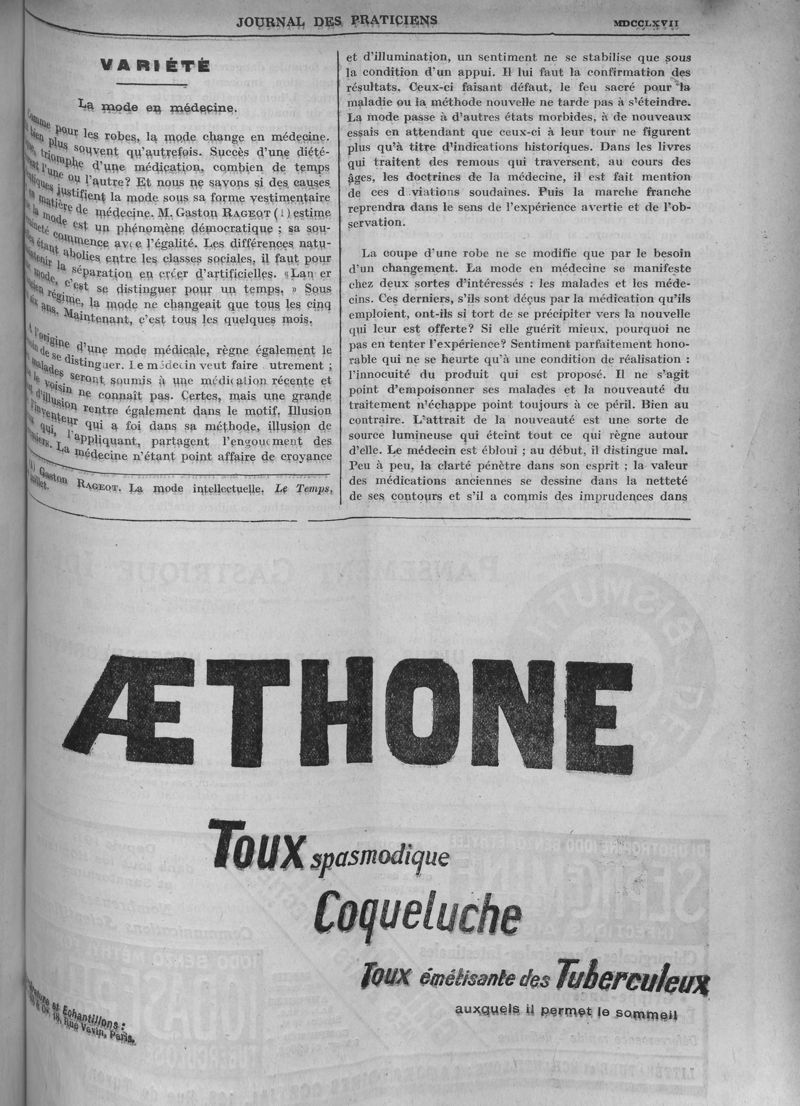 JOURNAL DES PRATICIENS
MDCCLXVII
VARIÉTÉ
La mode en médecine.
Comme pour les robes, la mode change en médecine.
bien plus souvent qu'autrefois. Succès d'une diété-
triomphe d'une médication, combien de temps
l'une ou l'autre? Et nous ne savons si des causes
justifient la mode sous sa forme vestimentaire
matière de médecine. M. Gaston RAGEOT (1) estime
la mode est un phénomène démocratique ; sa sou-
commence avec l'égalité. Les différences natu-
étant abolies entre les classes sociales, il faut pour
la séparation en créer d'artificielles. « Lan er
mode, c'est se distinguer pour un temps. » Sous
régime, la mode ne changeait que tous les cinq
ans. Maintenant, c'est tous les quelques mois.
A l'origine d'une mode médicale, règne également le
de se distinguer. Le médecin veut faire utrement ;
malades seront soumis à une médication récente et
le voisin ne connaît pas. Certes, mais une grande
d'illusion rentre également dans le motif. Illusion
l'inventeur qui a foi dans sa méthode, illusion de
qui, l'appliquant, partagent l'engouement des
La médecine n'étant point affaire de croyance
(1) Gaston RAGEOT. La mode intellectuelle. Le Temps,
juillet.
et d'illumination, un sentiment ne se stabilise que sous
la condition d'un appui. Il lui faut la confirmation des
résultats. Ceux-ci faisant défaut, le feu sacré pour la
maladie ou la méthode nouvelle ne tarde pas à s'éteindre.
La mode passe à d'autres états morbides, à de nouveaux
essais en attendant que ceux-ci à leur tour ne figurent
plus qu'à titre d'indications historiques. Dans les livres
qui traitent des remous qui traversent, au cours des
âges, les doctrines de la médecine, il est fait mention
de ces d viations soudaines. Puis la marche franche
reprendra dans le sens de l'expérience avertie et de l'ob-
servation.
La coupe d'une robe ne se modifie que par le besoin
d'un changement. La mode en médecine se manifeste
chez deux sortes d'intéressés : les malades et les méde-
cins. Ces derniers, s'ils sont déçus par la médication qu'ils
emploient, ont-ils si tort de se précipiter vers la nouvelle
qui leur est offerte? Si elle guérit mieux, pourquoi ne
pas en tenter l'expérience? Sentiment parfaitement hono-
rable qui ne se heurte qu'à une condition de réalisation :
l'innocuité du produit qui est proposé. Il ne s'agit
point d'empoisonner ses malades et la nouveauté du
traitement n'échappe point toujours à ce péril. Bien au
contraire. L'attrait de la nouveauté est une sorte de
source lumineuse qui éteint tout ce qui règne autour
d'elle. Le médecin est ébloui ; au début, il distingue mal.
Peu à peu, la clarté pénètre dans son esprit ; la valeur
des médications anciennes se dessine dans la netteté
de ses contours et s'il a commis des imprudences dans
ÆTHONE
Toux spasmodique
Coqueluche
Toux émétisante des Tuberculeux
auxquels il permet le sommeil
et Échantillons :
Rue Vavin, Paris.